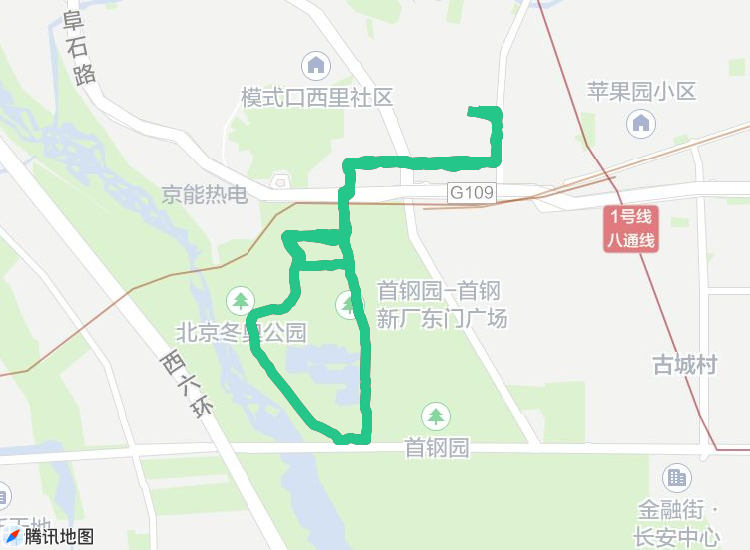 阜石路
模式口西里社区
苹果园小区
京能热电
G109
1号线
八通线
首钢园-首钢
新厂东门广场
北京冬奥公园
西六环
古城村
首钢园
金融街·
长安中心
腾讯地图